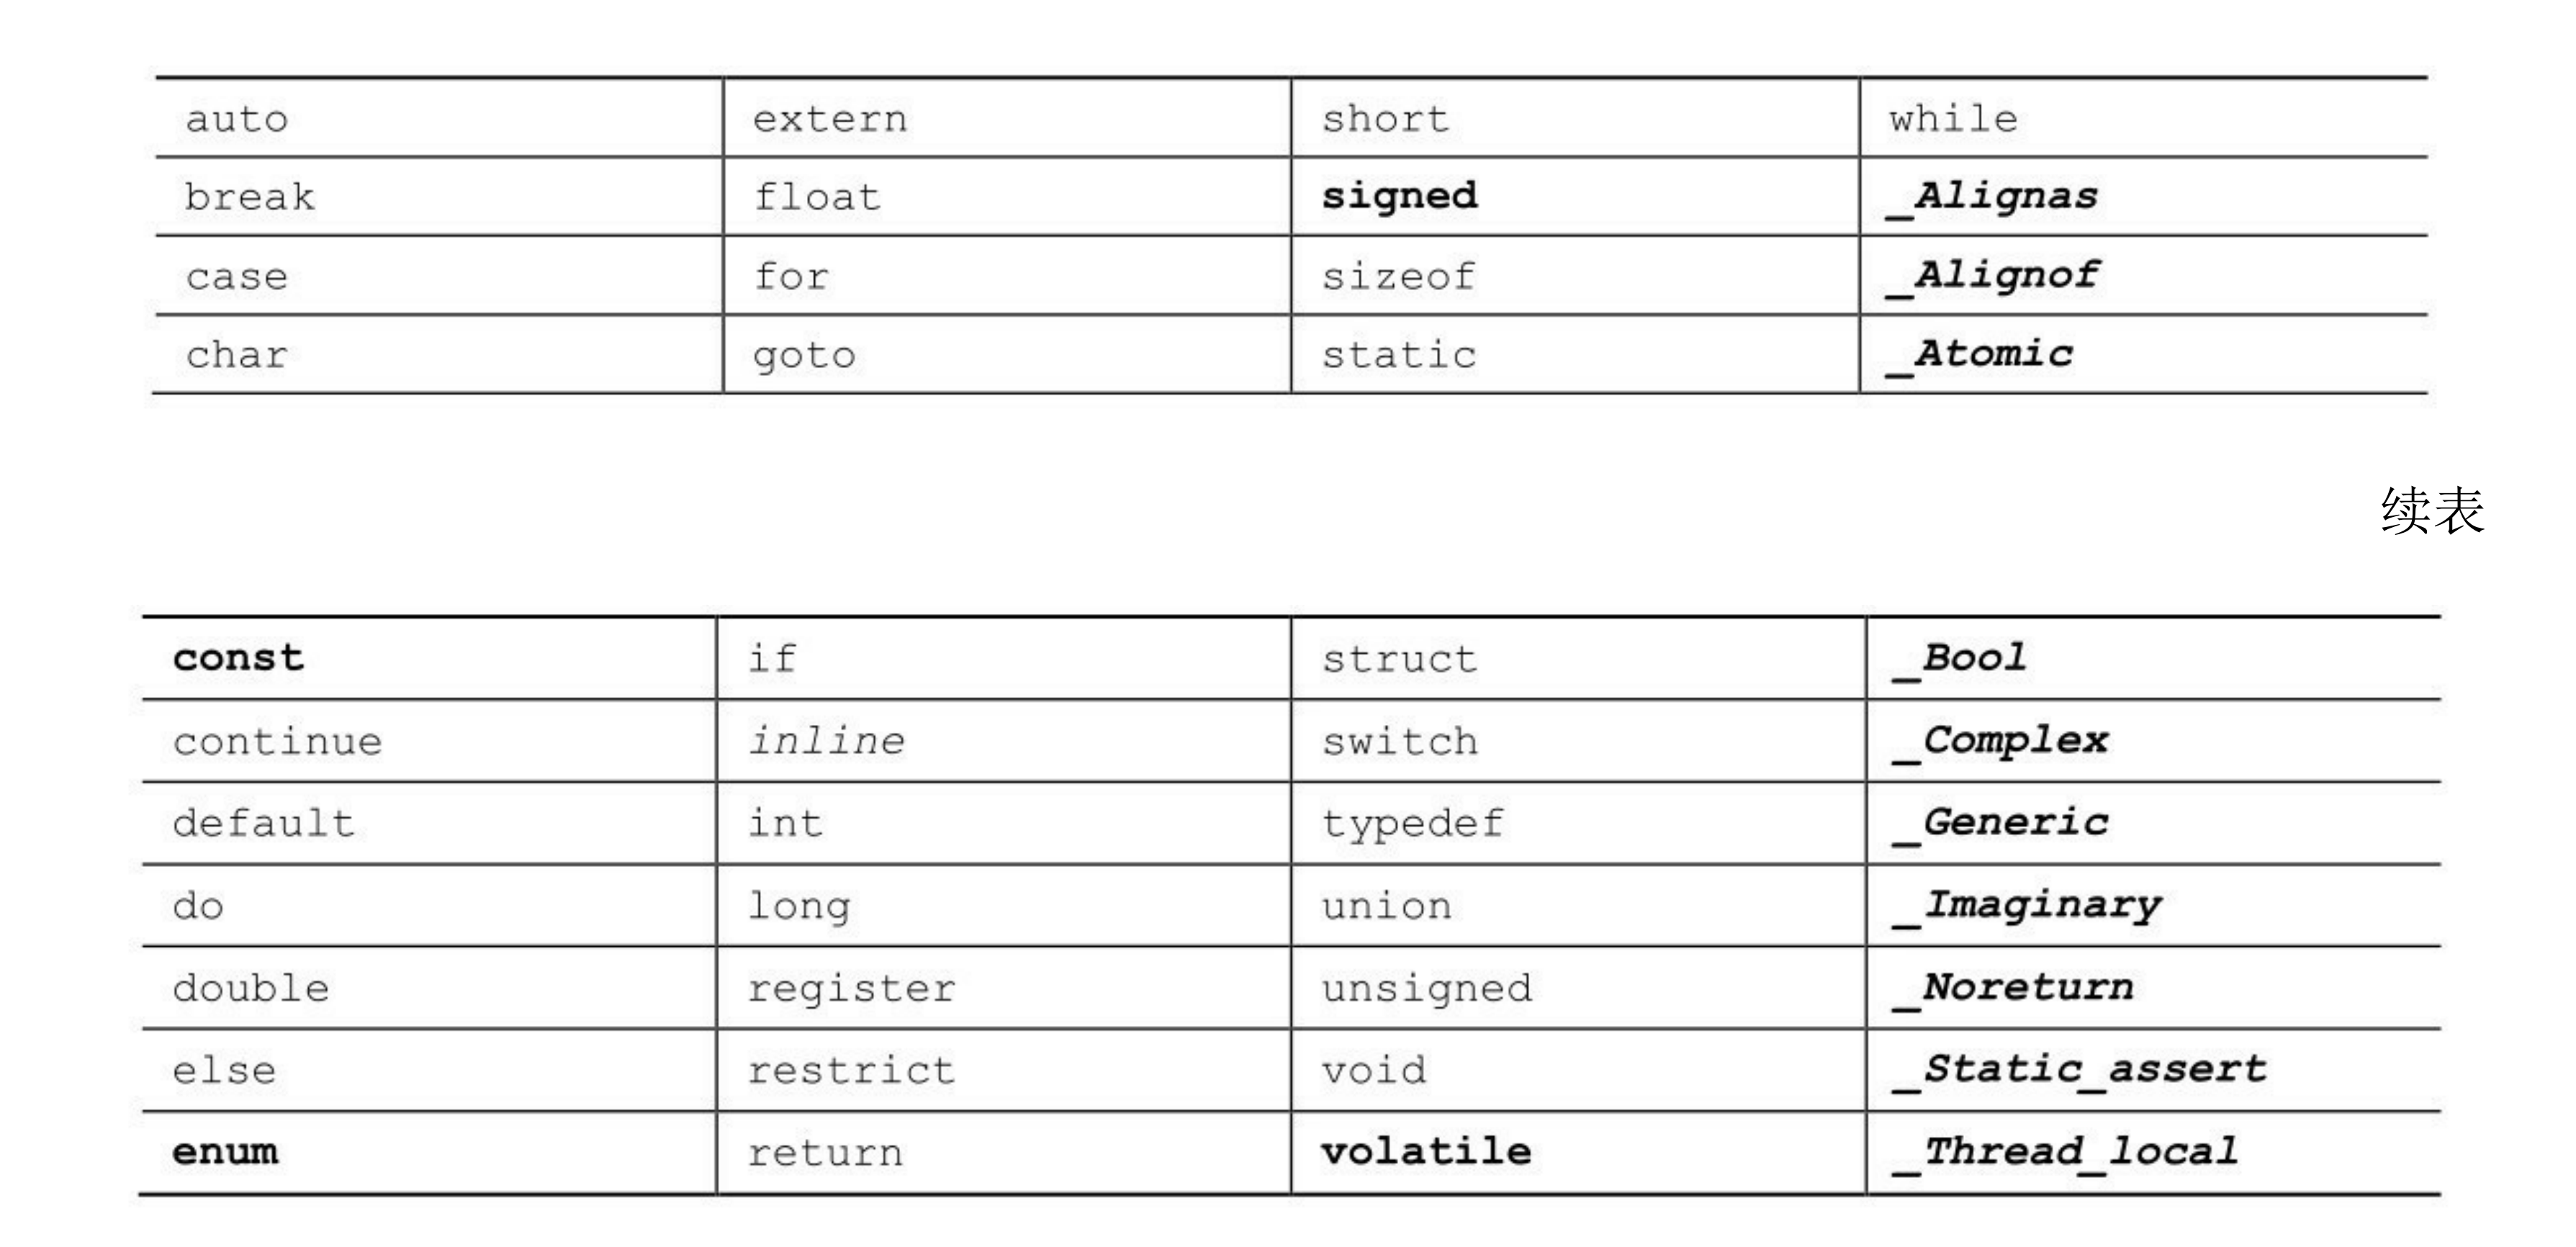 auto extern short while
break float signed _Alignas
case for sizeof _Alignof
char goto static _Atomic
续表
const if struct _Bool
continue inline switch _Complex
default int typedef _Generic
do long union _Imaginary
double register unsigned _Noreturn
else restrict void _Static_assert
enum return volatile _Thread_local